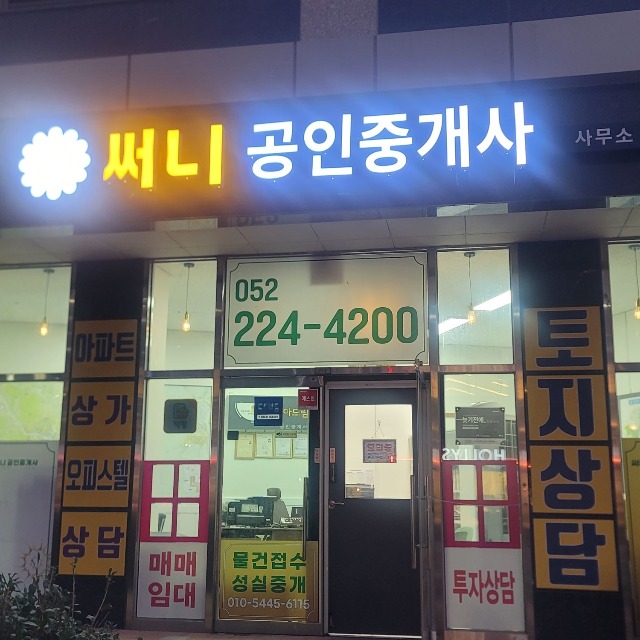 써니 공인중개사 사무소
052
224-4200
아파트
상가
오피스텔
상담
토
지
상
담
HOLLYS
매매
임대
물건접수
성실중개
010-5445-6115
투자상담